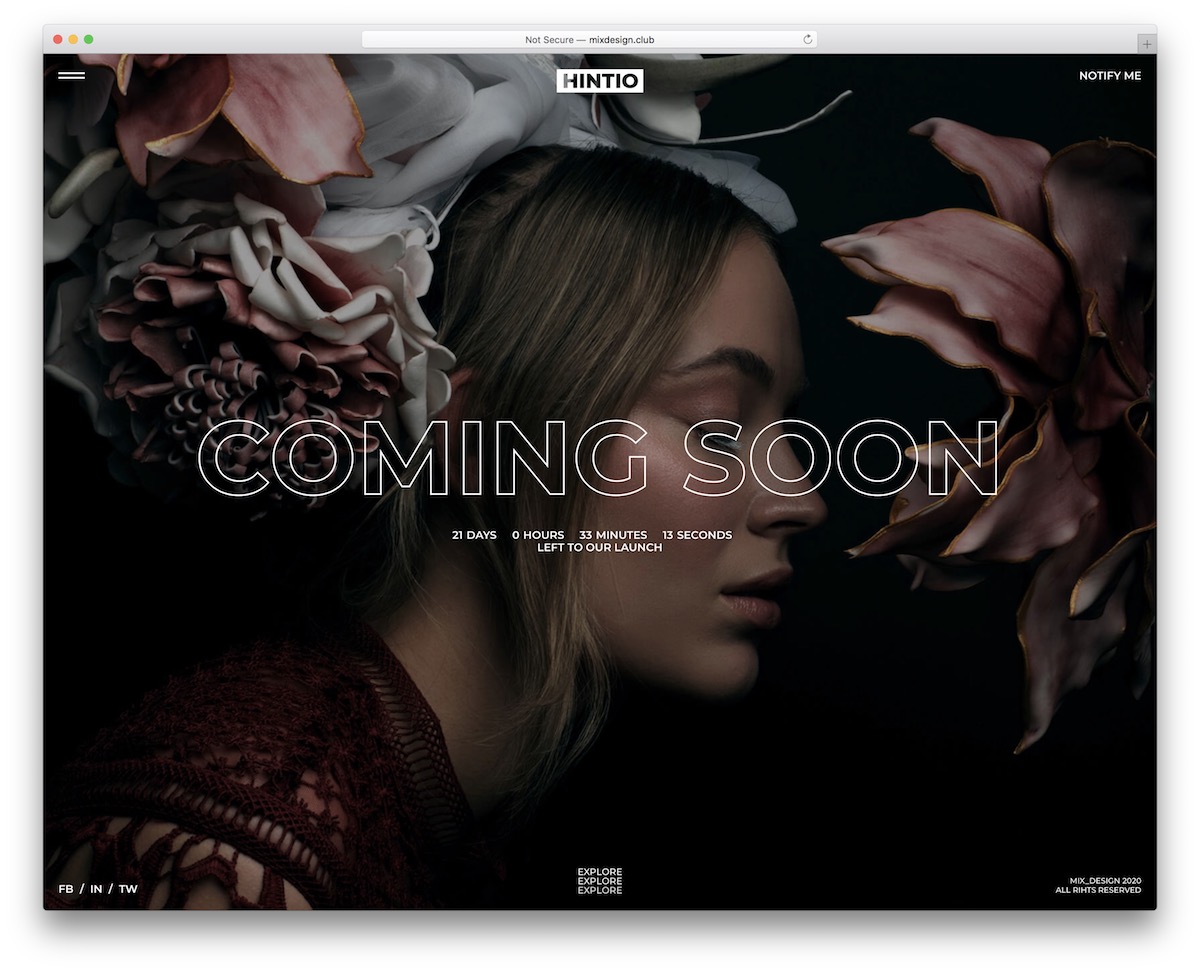 Not Secure — mixdesign.club
HINTIO
NOTIFY ME
COMING SOON
21 DAYS 0 HOURS 33 MINUTES 13 SECONDS
LEFT TO OUR LAUNCH
FB / IN / TW
EXPLORE
EXPLORE
EXPLORE
MIX_DESIGN 2020
ALL RIHTS RESERVED